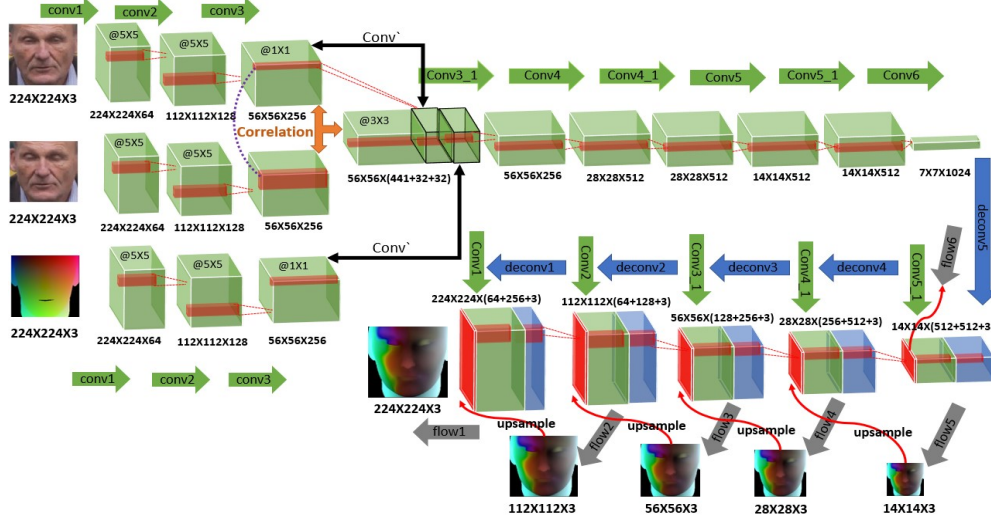 conv1 conv2 conv3
@5X5 @5X5 @1X1
224X224X3
224X224X64 112X112X128 56X56X256
Conv`
Conv3_1 Conv4 Conv4_1 Conv5 Conv5_1 Conv6
Correlation
@3X3
56X56X(441+32+32) 56X56X256 28X28X512 28X28X512 14X14X512 14X14X512 7X7X1024
@5X5 @5X5
224X224X3
224X224X64 112X112X128 56X56X256
Conv`
@5X5 @5X5 @1X1
224X224X3
224X224X64 112X112X128 56X56X256
conv1 conv2 conv3
deconv5
flow6
Conv1 deconv1 Conv2 deconv2 Conv3_1 deconv3 Conv4_1 deconv4 Conv5_1
224X224X(64+256+3) 112X112X(64+128+3) 56X56X(128+256+3) 28X28X(256+512+3) 14X14X(512+512+3
224X224X3
flow1 upsample flow2 upsample flow3 upsample flow4 upsample flow5
112X112X3 56X56X3 28X28X3 14X14X3